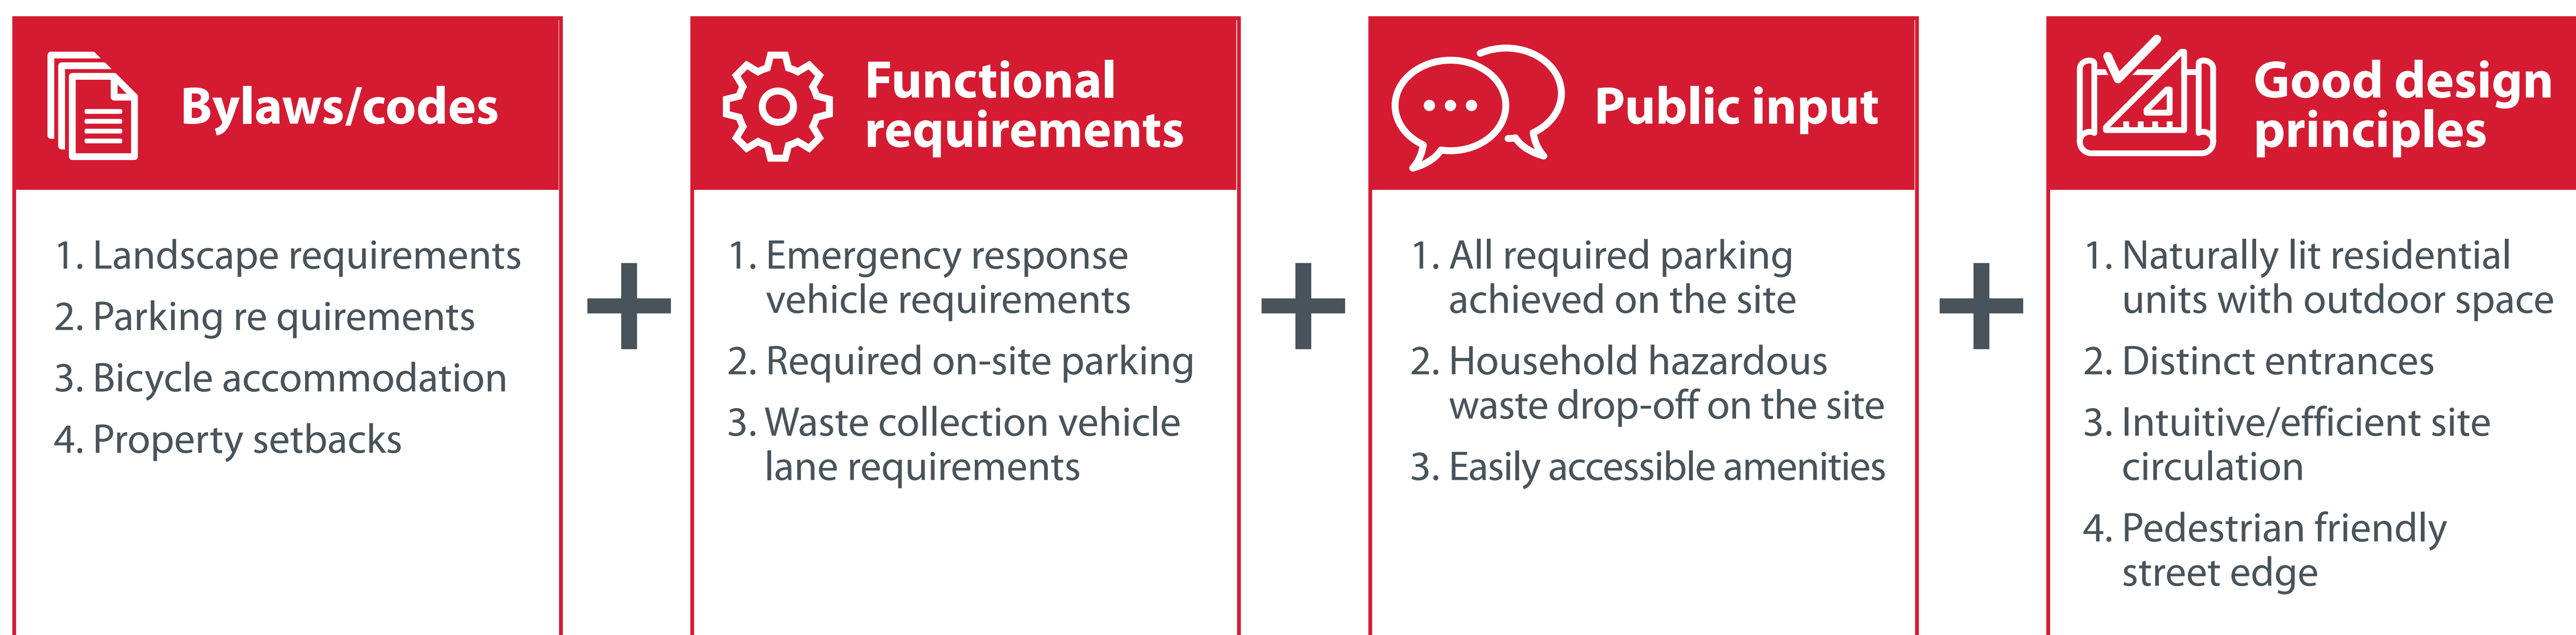 Bylaws/codes
1. Landscape requirements
2. Parking re quirements
3. Bicycle accommodation
4. Property setbacks
+
Functional
requirements
1. Emergency response
vehicle requirements
2. Required on-site parking
3. Waste collection vehicle
lane requirements
+
Public input
1. All required parking
achieved on the site
2. Household hazardous
waste drop-off on the site
3. Easily accessible amenities
+
Good design
principles
1. Naturally lit residential
units with outdoor space
2. Distinct entrances
3. Intuitive/efficient site
circulation
4. Pedestrian friendly
street edge